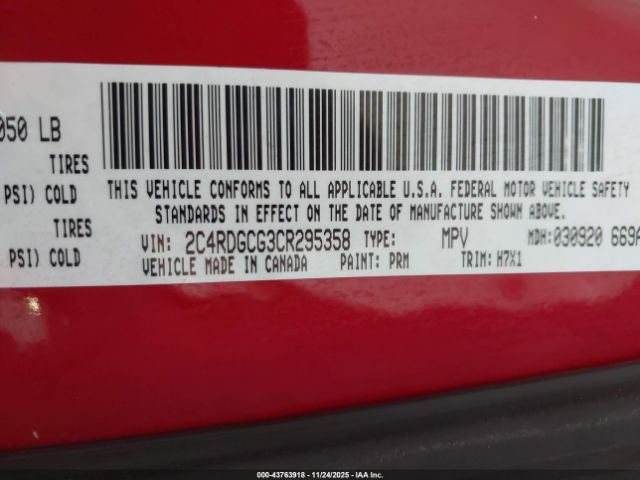 050 LB
TIRES
PSI) COLD
TIRES
PSI) COLD
THIS VEHICLE CONFORMS TO ALL APPLICABLE U.S.A. FEDERAL MOTOR VEHICLE SAFETY
STANDARDS IN EFFECT ON THE DATE OF MANUFACTURE SHOWN ABOVE.
VIN: 2C4RDGCG3CR295358 TYPE: MPV MDH:030920 669
VEHICLE MADE IN CANADA PAINT: PRM TRIM: H7X1
000-43763918 - 11/24/2025 - IAA Inc.